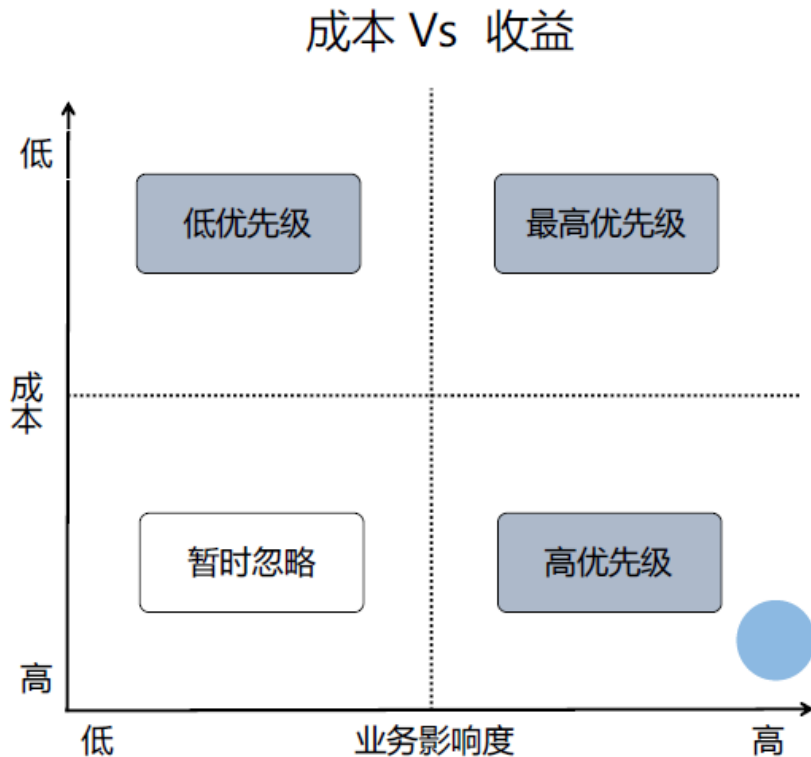 成本 Vs 收益
低
低优先级
最高优先级
成本
暂时忽略
高优先级
高
低
业务影响度
高